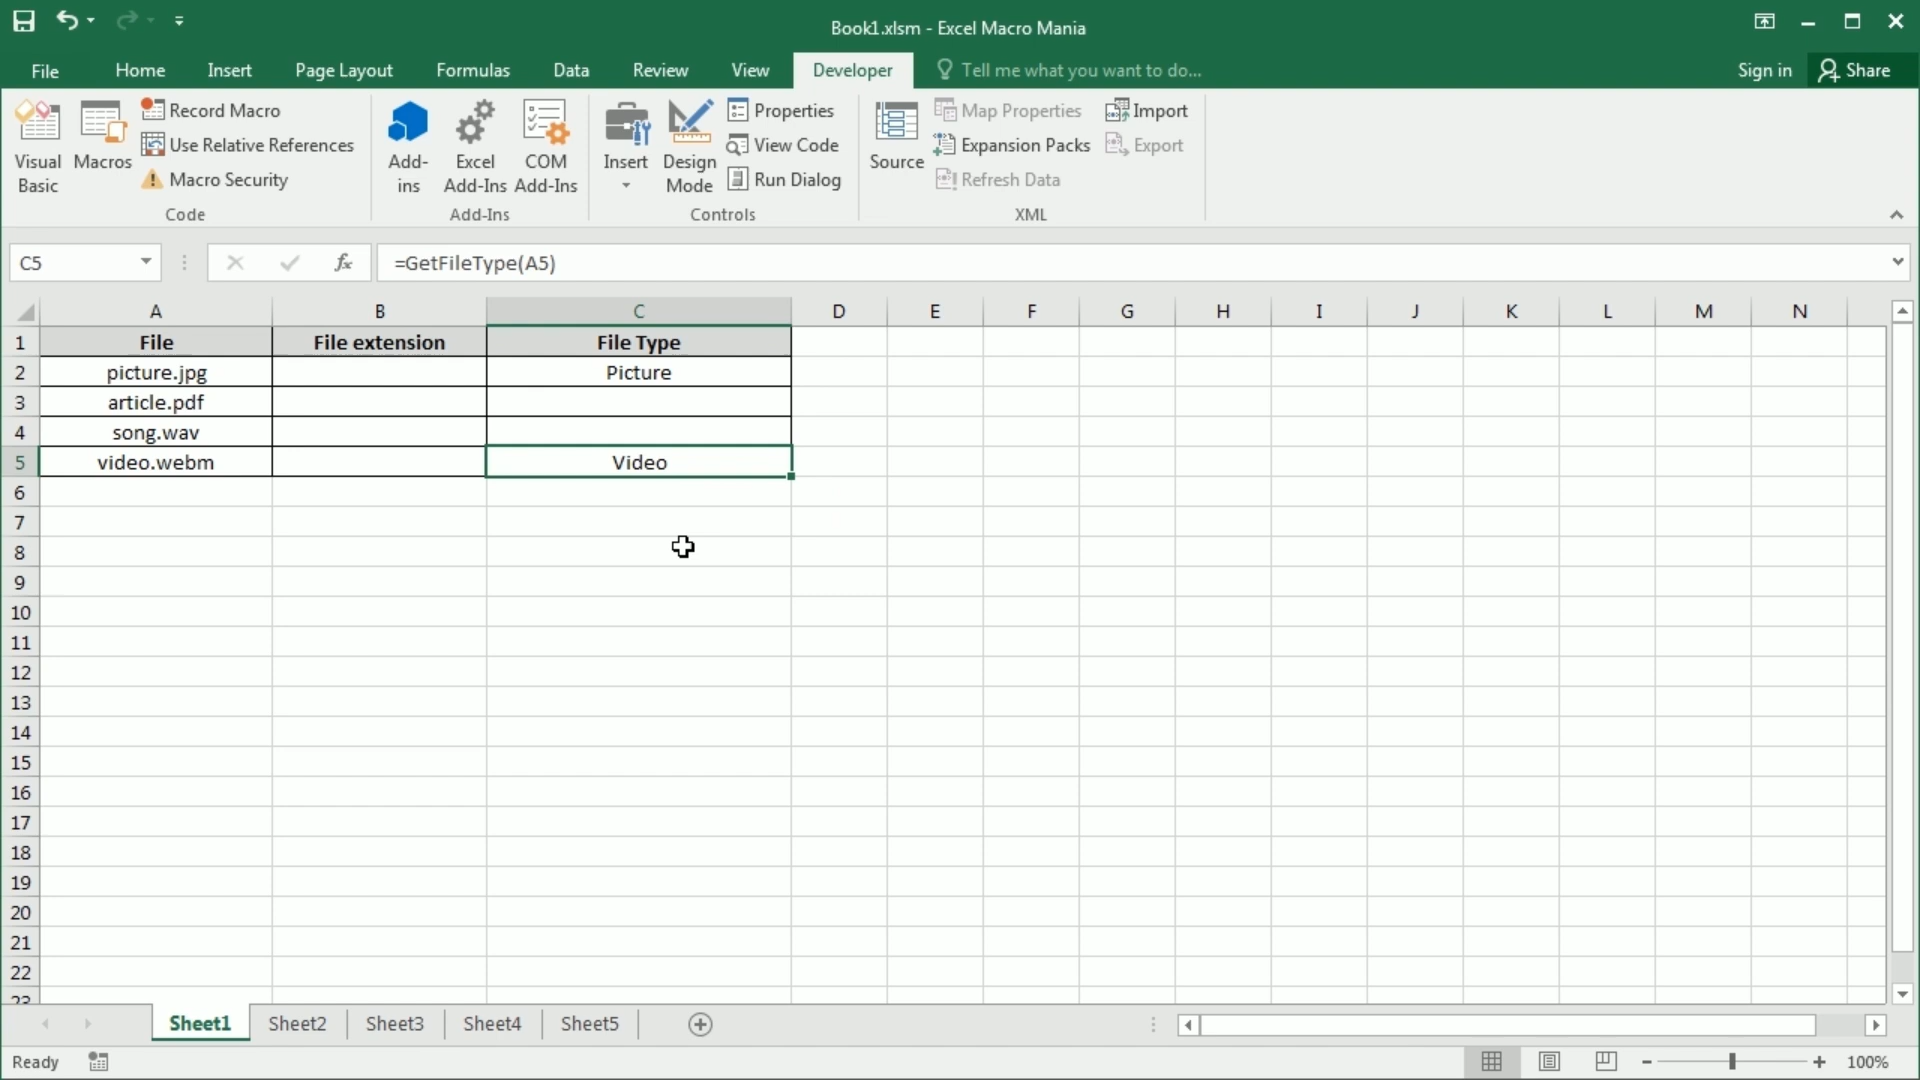 Book1.xlsm - Excel Macro Mania
File Home Insert Page Layout Formulas Data Review View Developer Tell me what you want to do... Sign in Share
Visual Basic
Macros
Record Macro
Use Relative References
Macro Security
Code
Add-ins
Excel Add-Ins
COM Add-Ins
Add-Ins
Insert
Design Mode
Properties
View Code
Run Dialog
Controls
Source
Map Properties
Expansion Packs
Refresh Data
Import
Export
XML
C5 fx =GetFileType(A5)
A B C D E F G H I J K L M N
1 File File extension File Type
2 picture.jpg Picture
3 article.pdf
4 song.wav
5 video.webm Video
6
7
8
9
10
11
12
13
14
15
16
17
18
19
20
21
22
23
Sheet1 Sheet2 Sheet3 Sheet4 Sheet5
Ready 100%